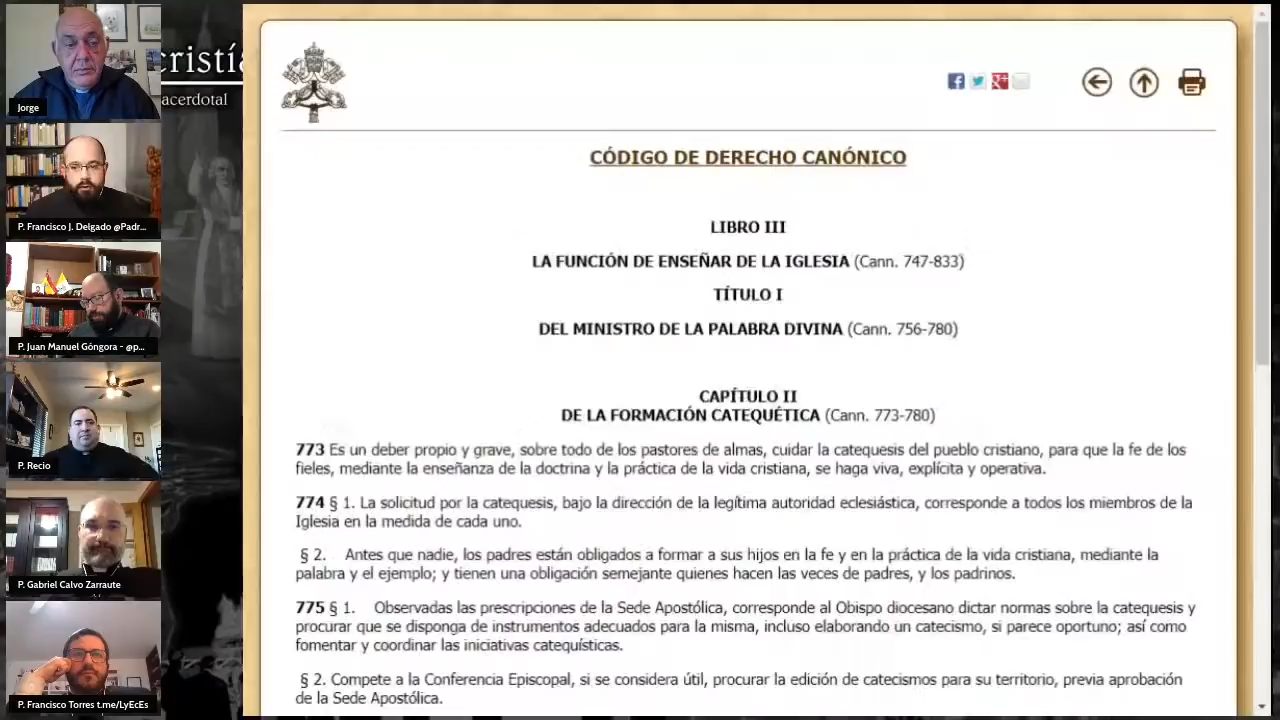 Jorge
P. Francisco J. Delgado @Padr...
P. Juan Manuel Góngora - @p...
P. Recio
P. Gabriel Calvo Zarraute
P. Francisco Torres t.me/LyEcEs
cristía
acerdotal
CÓDIGO DE DERECHO CANÓNICO
LIBRO III
LA FUNCIÓN DE ENSEÑAR DE LA IGLESIA (Cann. 747-833)
TÍTULO I
DEL MINISTRO DE LA PALABRA DIVINA (Cann. 756-780)
CAPÍTULO II
DE LA FORMACIÓN CATEQUÉTICA (Cann. 773-780)
773 Es un deber propio y grave, sobre todo de los pastores de almas, cuidar la catequesis del pueblo cristiano, para que la fe de los
fieles, mediante la enseñanza de la doctrina y la práctica de la vida cristiana, se haga viva, explícita y operativa.
774 § 1. La solicitud por la catequesis, bajo la dirección de la legítima autoridad eclesiástica, corresponde a todos los miembros de la
Iglesia en la medida de cada uno.
§ 2. Antes que nadie, los padres están obligados a formar a sus hijos en la fe y en la práctica de la vida cristiana, mediante la
palabra y el ejemplo; y tienen una obligación semejante quienes hacen las veces de padres, y los padrinos.
775 § 1. Observadas las prescripciones de la Sede Apostólica, corresponde al Obispo diocesano dictar normas sobre la catequesis y
procurar que se disponga de instrumentos adecuados para la misma, incluso elaborando un catecismo, si parece oportuno; así como
fomentar y coordinar las iniciativas catequísticas.
§ 2. Compete a la Conferencia Episcopal, si se considera útil, procurar la edición de catecismos para su territorio, previa aprobación
de la Sede Apostólica.